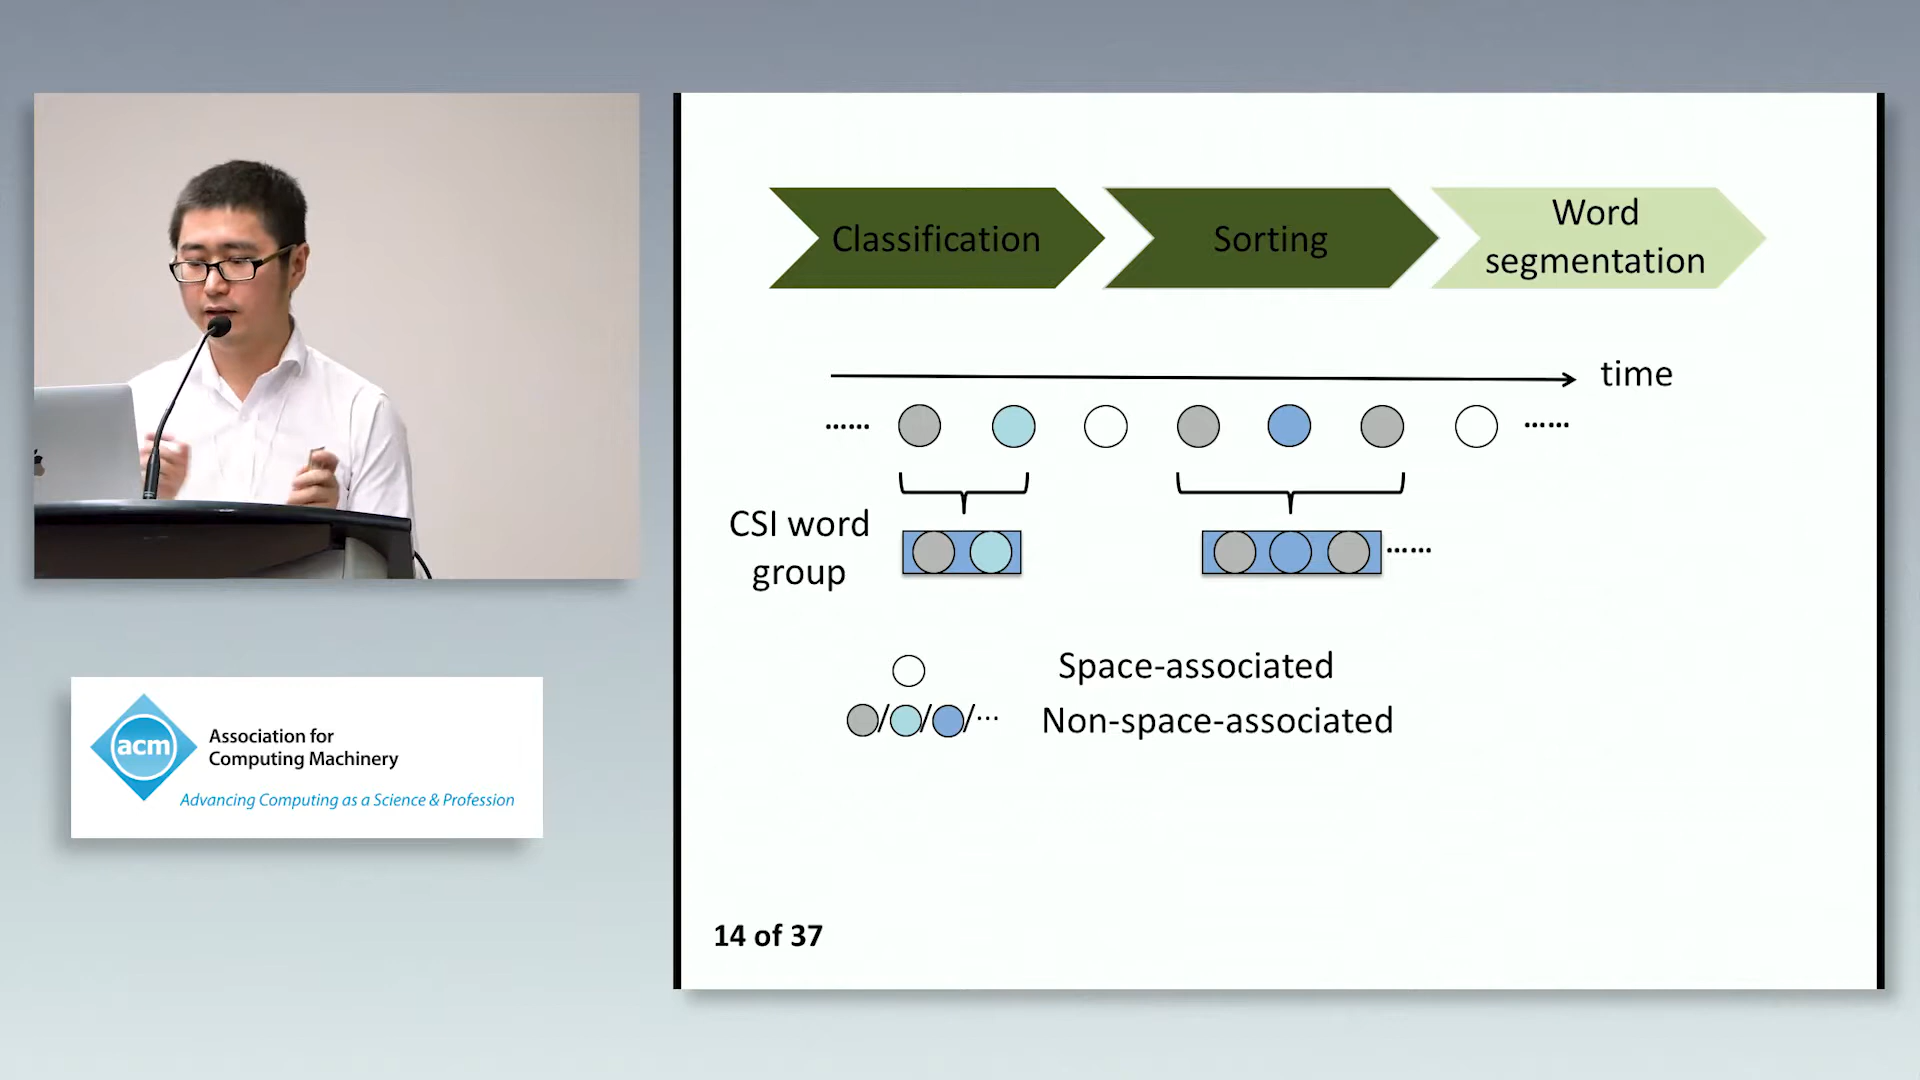 Classification
Sorting
Word
segmentation
time
......
......
CSI word
group
......
Space-associated
/ / /...
Non-space-associated
14 of 37
acm
Association for
Computing Machinery
Advancing Computing as a Science & Profession